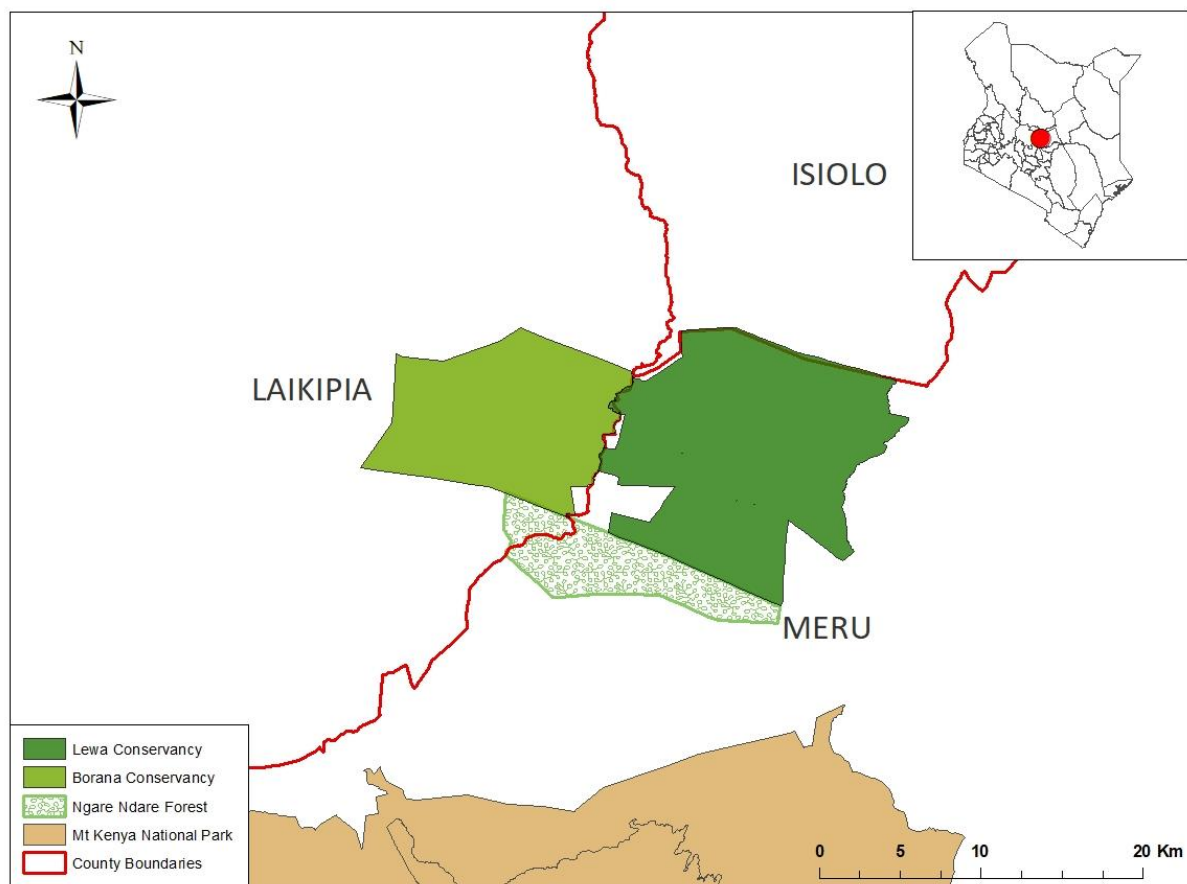 N
ISIOLO
LAIKIPIA
MERU
Lewa Conservancy
Borana Conservancy
Ngare Ndare Forest
Mt Kenya National Park
County Boundaries
0 5 10 20 Km